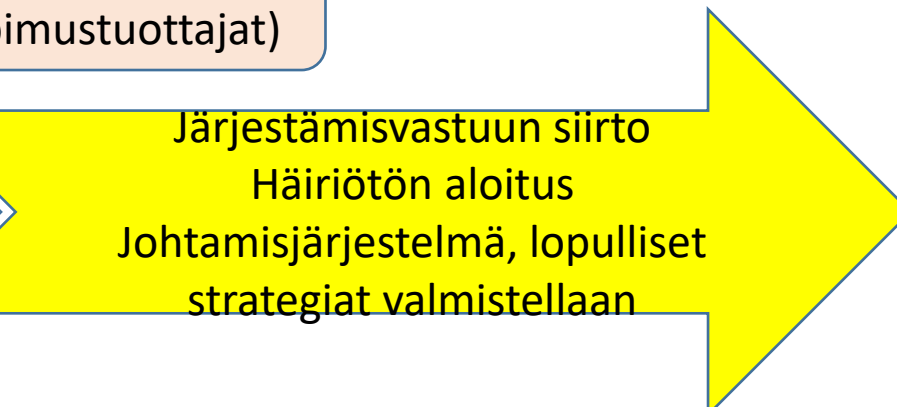 oimustuottajat)
Järjestämisvastuun siirto
Häiriötön aloitus
Johtamisjärjestelmä, lopulliset
strategiat valmistellaan